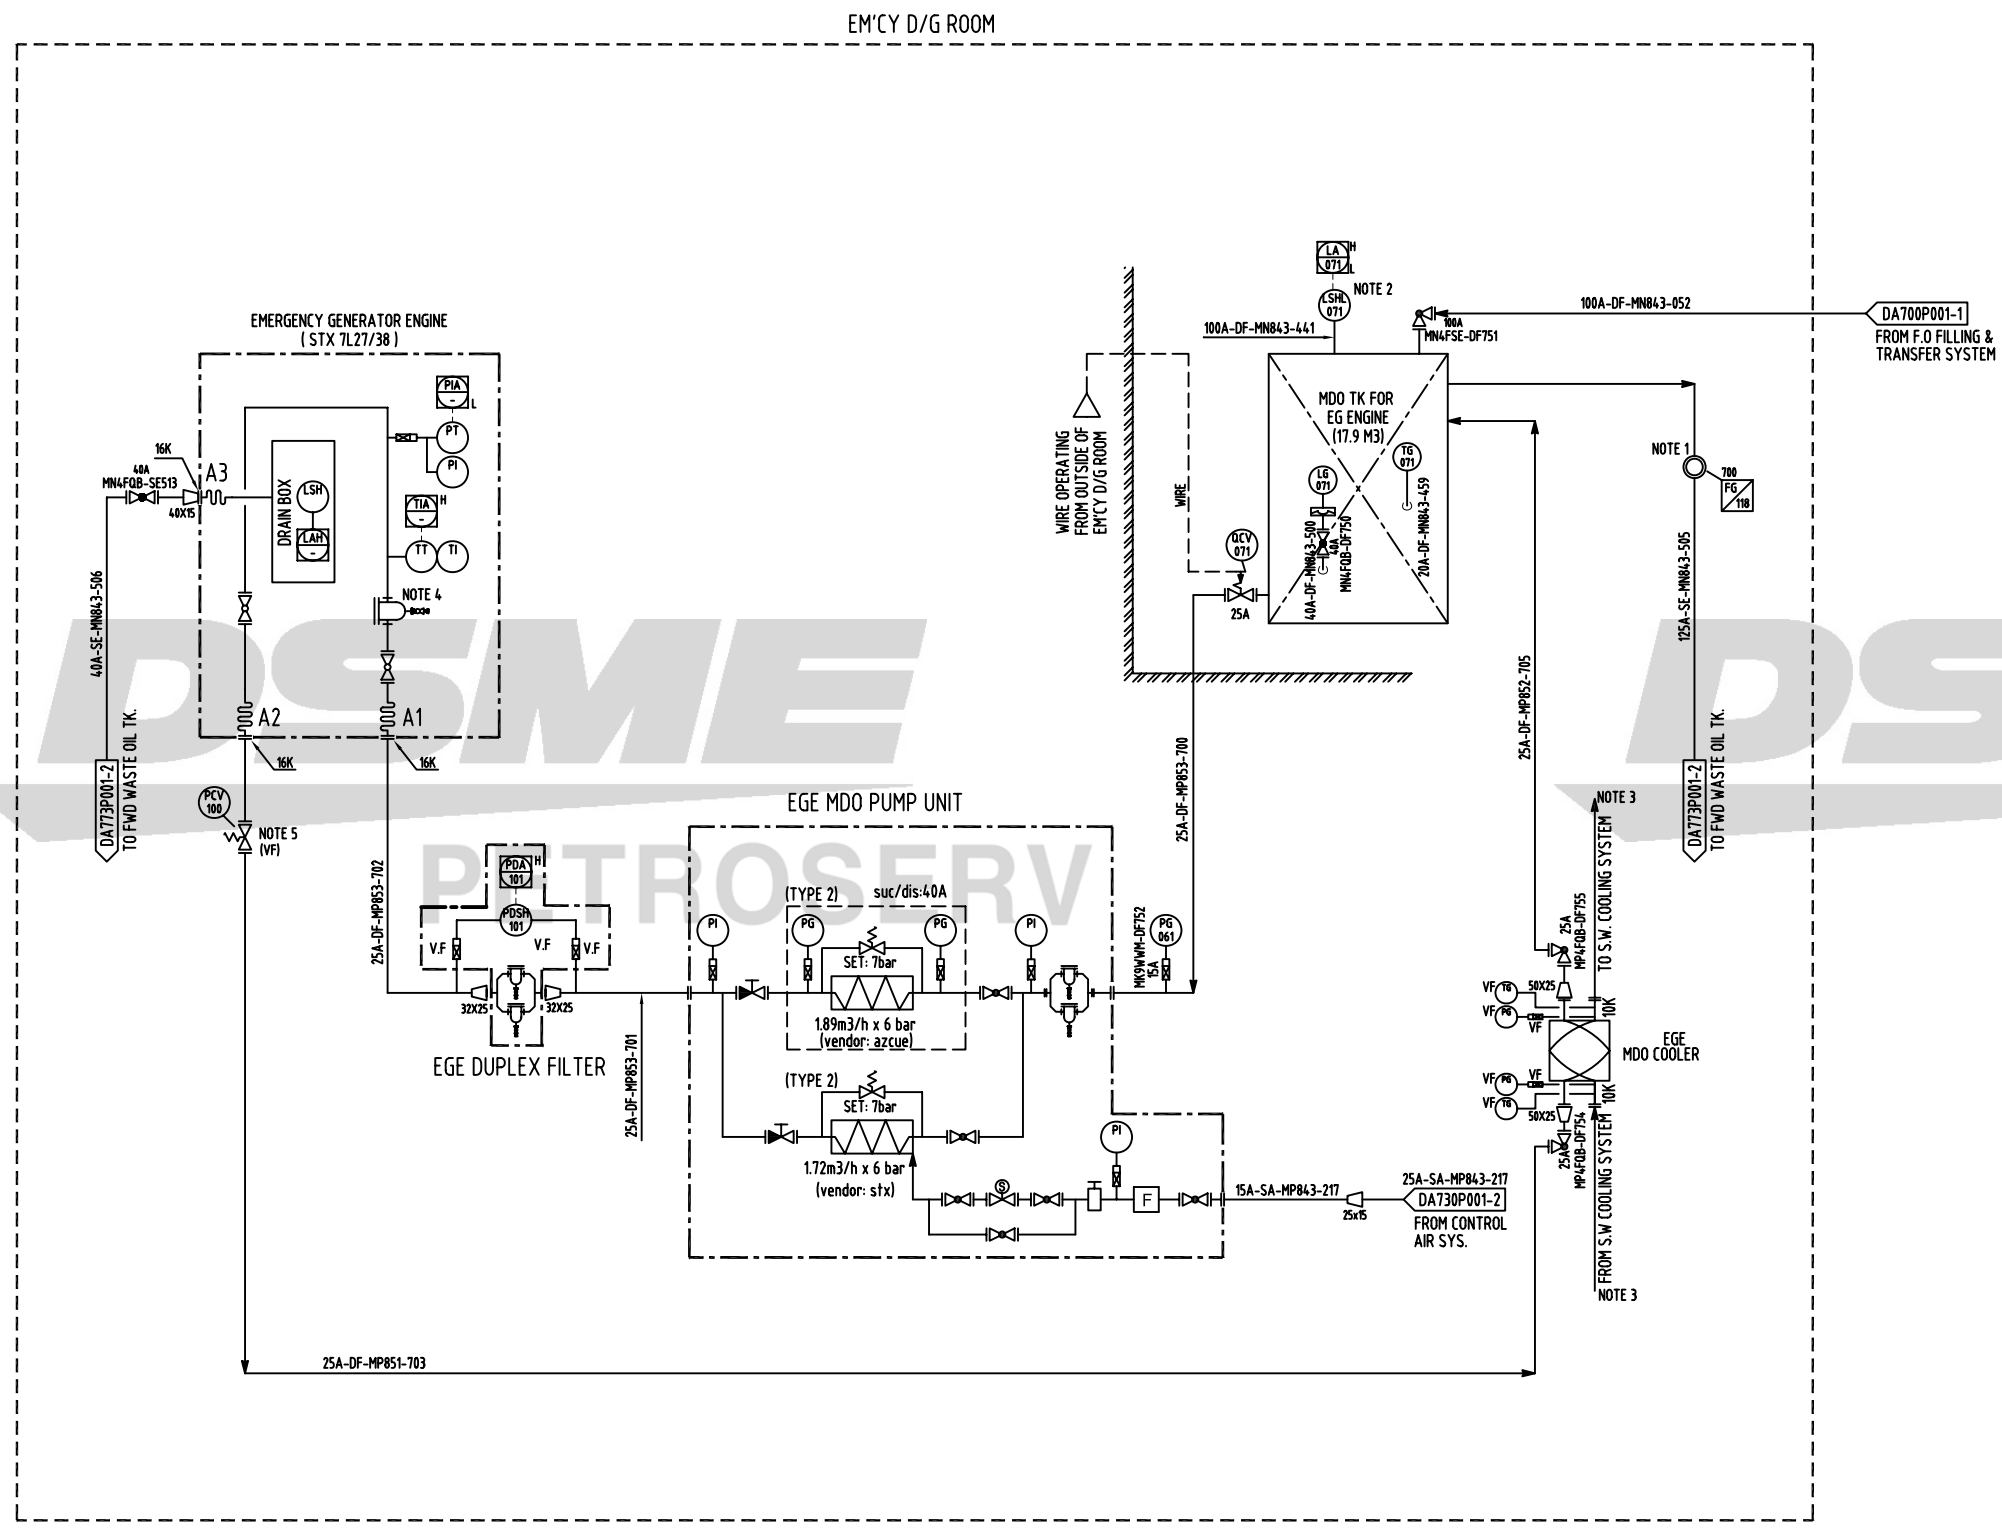 EM'CY D/G ROOM
EMERGENCY GENERATOR ENGINE
( STX 7L27/38 )
PIA
-
L
PT
PI
TIA
-
H
TT
TI
DRAIN BOX
LSH
LAH
-
16K
40A
MN4FQB-SE513
A3
40X15
NOTE 4
40A-SE-MN843-506
A2
A1
16K
16K
DA773P001-2
TO FWD WASTE OIL TK.
PCV
100
NOTE 5
(VF)
25A-DF-MP853-702
PDA
101
H
PDSH
101
V.F
V.F
V.F
32X25
32X25
EGE DUPLEX FILTER
25A-DF-MP853-701
25A-DF-MP851-703
EGE MDO PUMP UNIT
(TYPE 2)
suc/dis:40A
PI
PG
PG
PI
SET: 7bar
1.89m3/h x 6 bar
(vendor: azcue)
(TYPE 2)
SET: 7bar
1.72m3/h x 6 bar
(vendor: stx)
PI
S
F
15A-SA-MP843-217
25x15
25A-SA-MP843-217
DA730P001-2
FROM CONTROL
AIR SYS.
MK9WWM-DF752
15A
PG
061
25A-DF-MP853-700
WIRE OPERATING
FROM OUTSIDE OF
EM'CY D/G ROOM
WIRE
QCV
071
25A
LA
071
H
L
LSHL
071
NOTE 2
100A-DF-MN843-441
100A
MN4FSE-DF751
100A-DF-MN843-052
DA700P001-1
FROM F.O FILLING &
TRANSFER SYSTEM
MDO TK FOR
EG ENGINE
(17.9 M3)
LG
071
TG
071
40A-DF-MN843-500
40A
MN4FQB-DF750
20A-DF-MN843-459
NOTE 1
700
FG
118
125A-SE-MN843-505
25A-DF-MP852-705
DA773P001-2
TO FWD WASTE OIL TK.
NOTE 3
TO S.W. COOLING SYSTEM
25A
MP4FQB-DF755
50X25
VF
TG
VF
PG
VF
10K
EGE
MDO COOLER
VF
PG
VF
VF
TG
50X25
10K
25A
MP4FQB-DF754
FROM S.W COOLING SYSTEM
NOTE 3
DSME
PETROSERV
DS